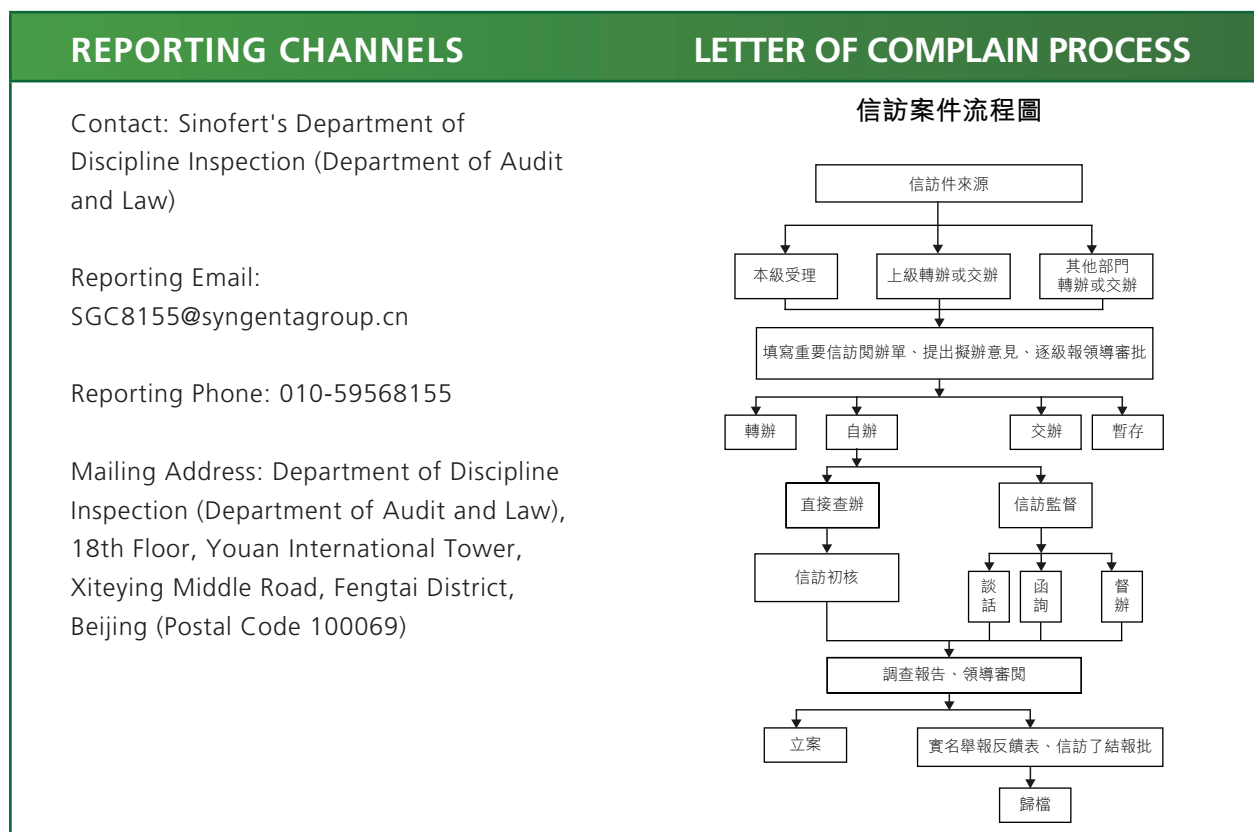 REPORTING CHANNELS
LETTER OF COMPLAIN PROCESS
Contact: Sinofert's Department of
Discipline Inspection (Department of Audit
and Law)
Reporting Email:
SGC8155@syngentagroup.cn
Reporting Phone: 010-59568155
Mailing Address: Department of Discipline
Inspection (Department of Audit and Law),
18th Floor, Youan International Tower,
Xiteying Middle Road, Fengtai District,
Beijing (Postal Code 100069)
信訪案件流程圖
信訪件來源
本級受理
上級轉辦或交辦
其他部門
轉辦或交辦
填寫重要信訪閱辦單、提出擬辦意見、逐級報領導審批
轉辦
自辦
交辦
暫存
直接查辦
信訪監督
信訪初核
談話
函詢
督辦
調查報告、領導審閱
立案
實名舉報反饋表、信訪了結報批
歸檔